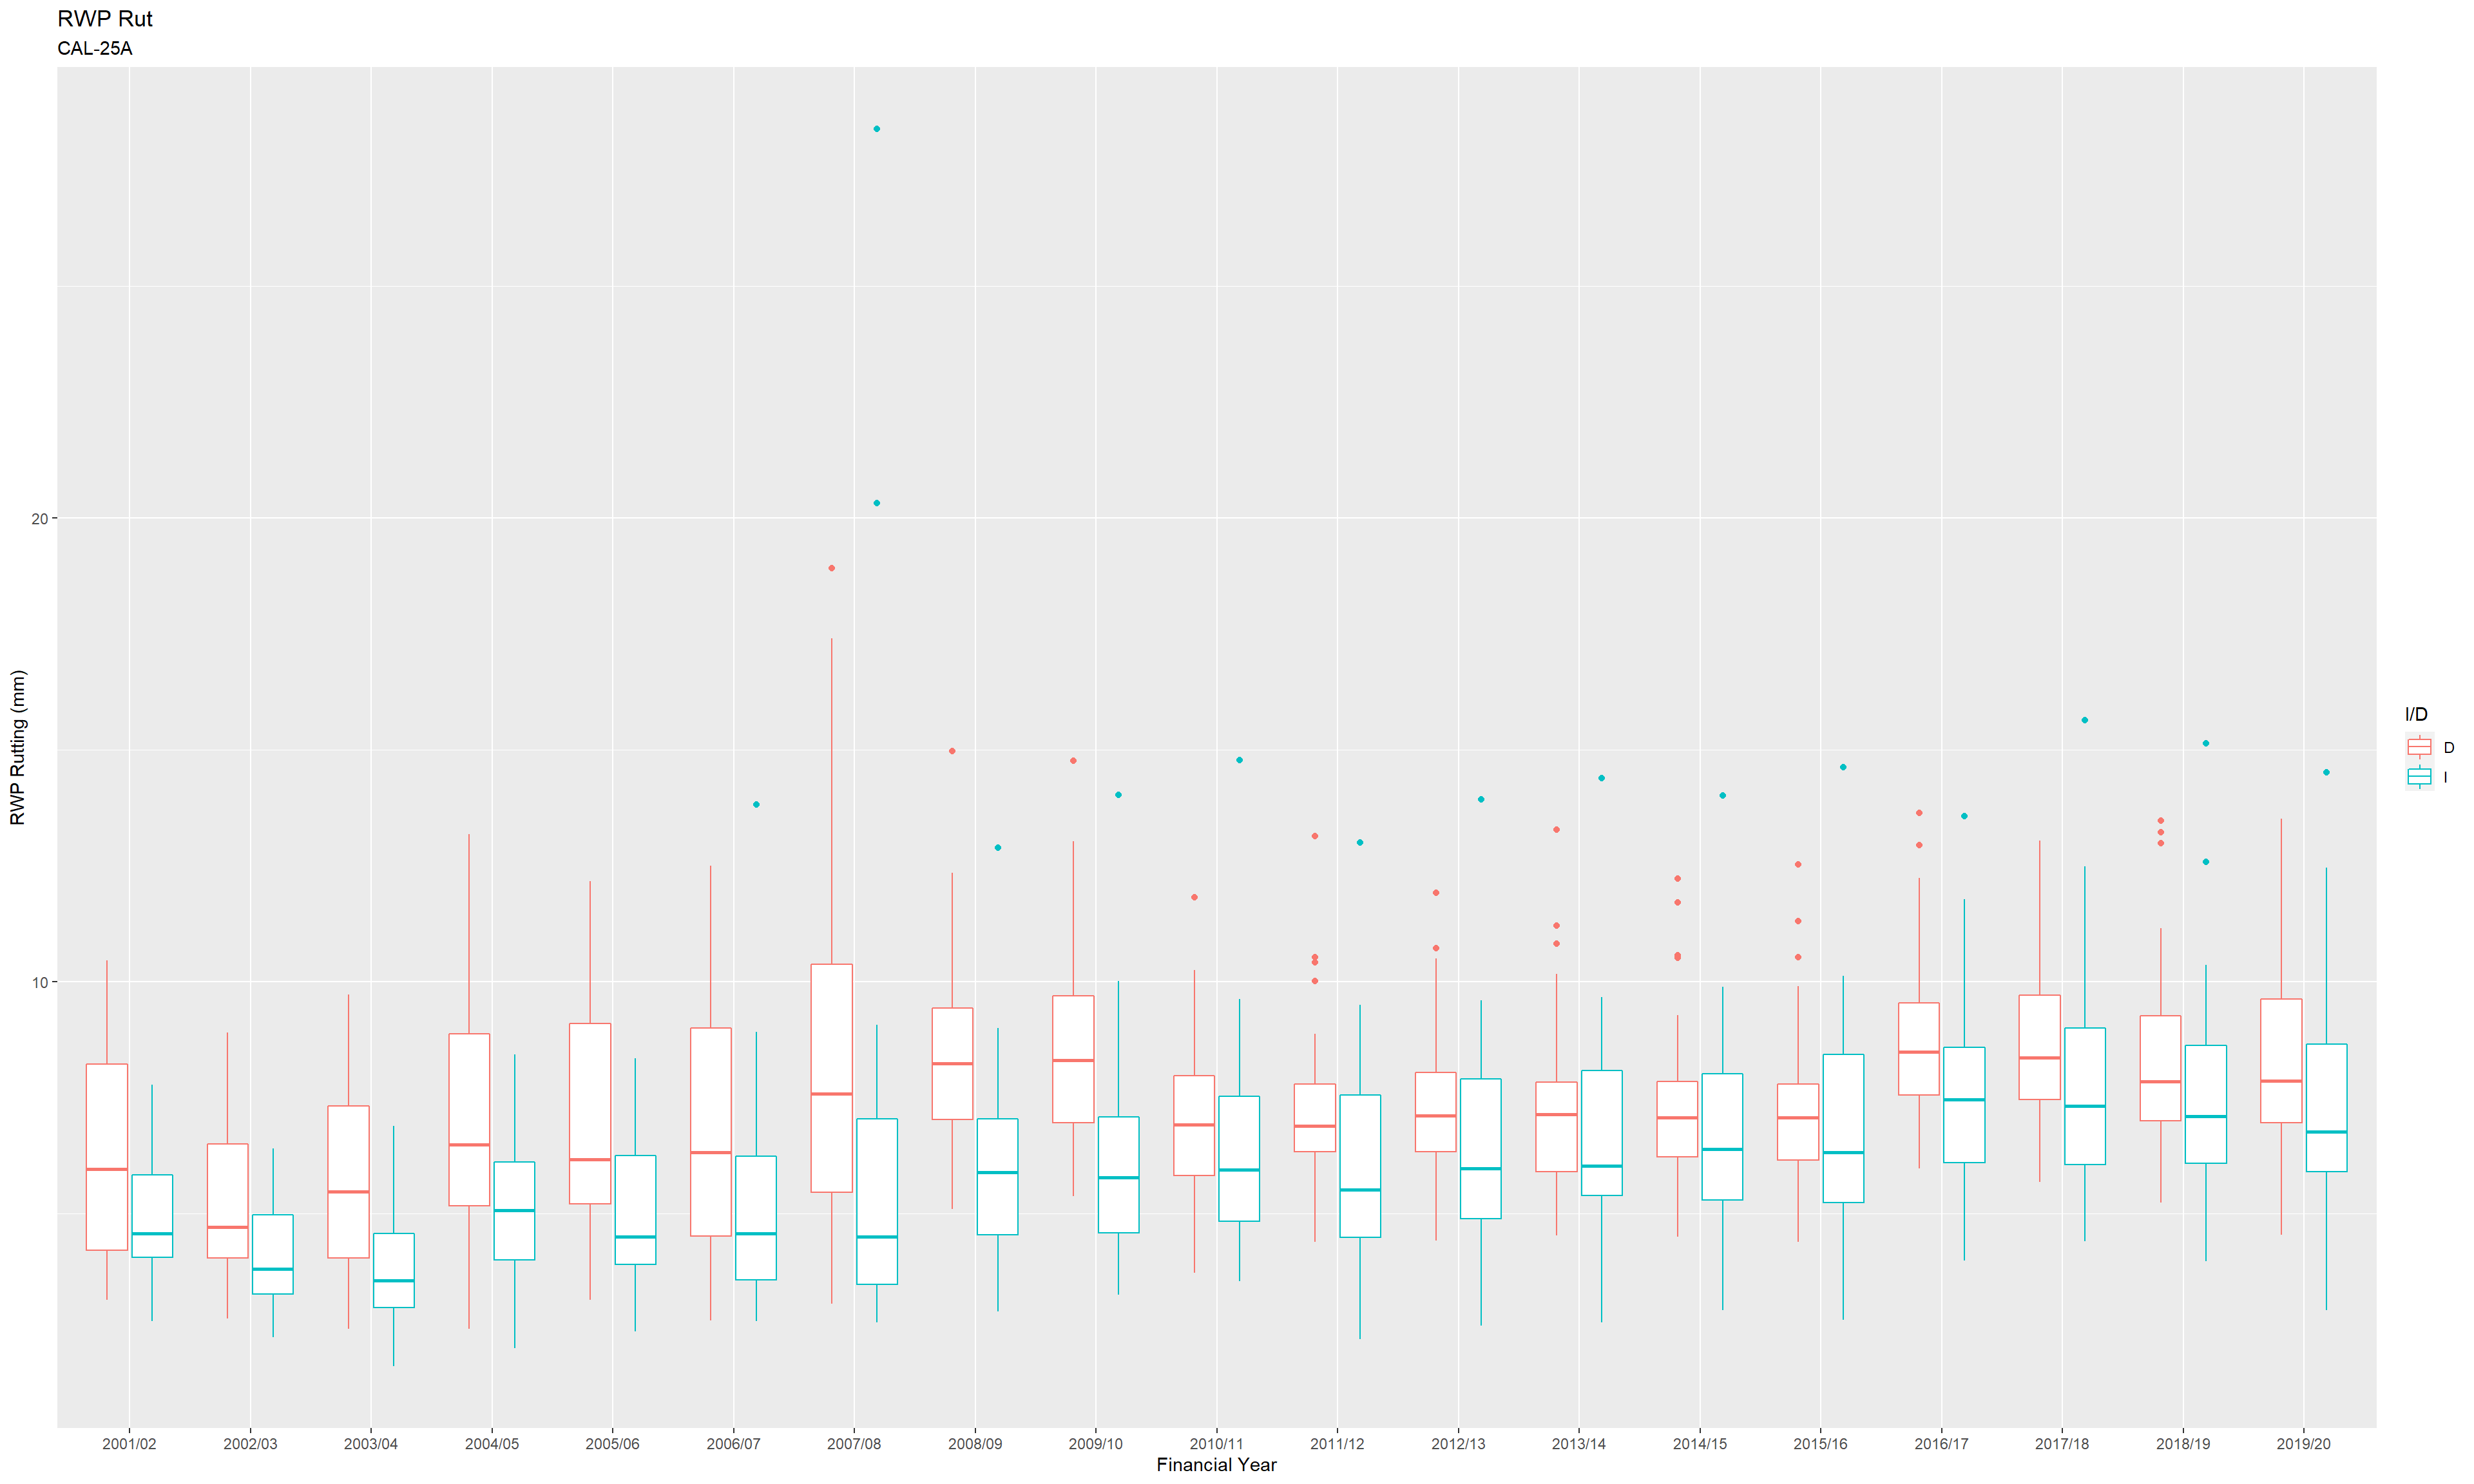 RWP Rut
CAL-25A
RWP Rutting (mm)
20
10
2001/02 2002/03 2003/04 2004/05 2005/06 2006/07 2007/08 2008/09 2009/10 2010/11 2011/12 2012/13 2013/14 2014/15 2015/16 2016/17 2017/18 2018/19 2019/20
Financial Year
I/D
D
I